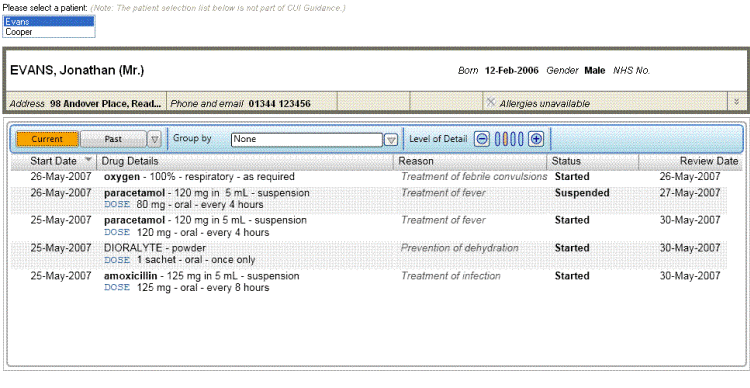 Please select a patient: (Note: The patient selection list below is not part of CUI Guidance.)
Evans
Cooper
EVANS, Jonathan (Mr.) Born 12-Feb-2006 Gender Male NHS No.
Address 98 Andover Place, Read... Phone and email 01344 123456 Allergies unavailable
Current Past Group by None Level of Detail
Start Date Drug Details Reason Status Review Date
26-May-2007 oxygen - 100% - respiratory - as required Treatment of febrile convulsions Started 26-May-2007
26-May-2007 paracetamol - 120 mg in 5 mL - suspension Treatment of fever Suspended 27-May-2007
DOSE 80 mg - oral - every 4 hours
25-May-2007 paracetamol - 120 mg in 5 mL - suspension Treatment of fever Started 30-May-2007
DOSE 120 mg - oral - every 4 hours
25-May-2007 DIORALYTE - powder Prevention of dehydration Started 30-May-2007
DOSE 1 sachet - oral - once only
25-May-2007 amoxicillin - 125 mg in 5 mL - suspension Treatment of infection Started 30-May-2007
DOSE 125 mg - oral - every 8 hours